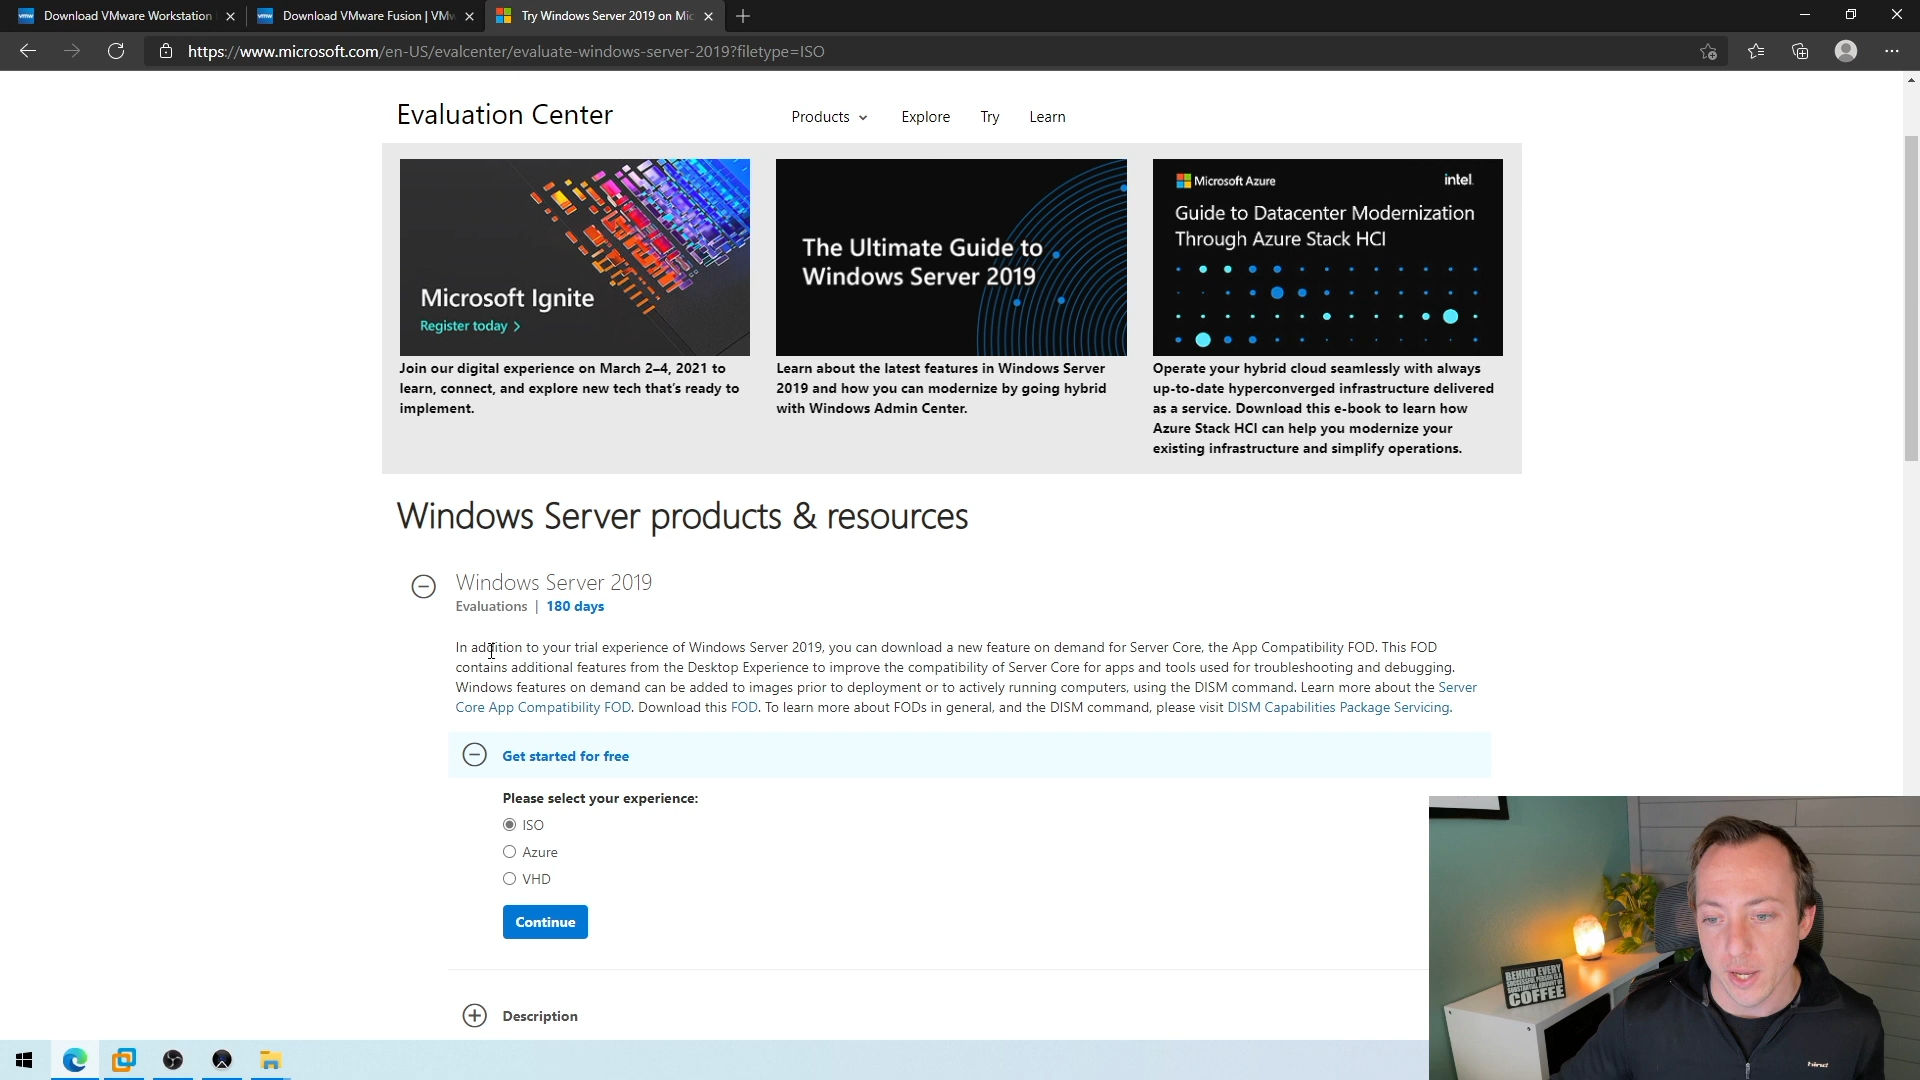 Download VMware Workstation
Download VMware Fusion | VMw
Try Windows Server 2019 on Mic
https://www.microsoft.com/en-US/evalcenter/evaluate-windows-server-2019?filetype=ISO
Evaluation Center
Products
Explore
Try
Learn
Microsoft Ignite
Register today >
Join our digital experience on March 2–4, 2021 to
learn, connect, and explore new tech that's ready to
implement.
The Ultimate Guide to
Windows Server 2019
Learn about the latest features in Windows Server
2019 and how you can modernize by going hybrid
with Windows Admin Center.
Microsoft Azure
intel.
Guide to Datacenter Modernization
Through Azure Stack HCI
Operate your hybrid cloud seamlessly with always
up-to-date hyperconverged infrastructure delivered
as a service. Download this e-book to learn how
Azure Stack HCI can help you modernize your
existing infrastructure and simplify operations.
Windows Server products & resources
Windows Server 2019
Evaluations | 180 days
In addition to your trial experience of Windows Server 2019, you can download a new feature on demand for Server Core, the App Compatibility FOD. This FOD
contains additional features from the Desktop Experience to improve the compatibility of Server Core for apps and tools used for troubleshooting and debugging.
Windows features on demand can be added to images prior to deployment or to actively running computers, using the DISM command. Learn more about the Server
Core App Compatibility FOD. Download this FOD. To learn more about FODs in general, and the DISM command, please visit DISM Capabilities Package Servicing.
Get started for free
Please select your experience:
ISO
Azure
VHD
Continue
Description
BEHIND EVERY
SUCCESSFUL PERSON IS A
SUBSTANTIAL AMOUNT OF
COFFEE